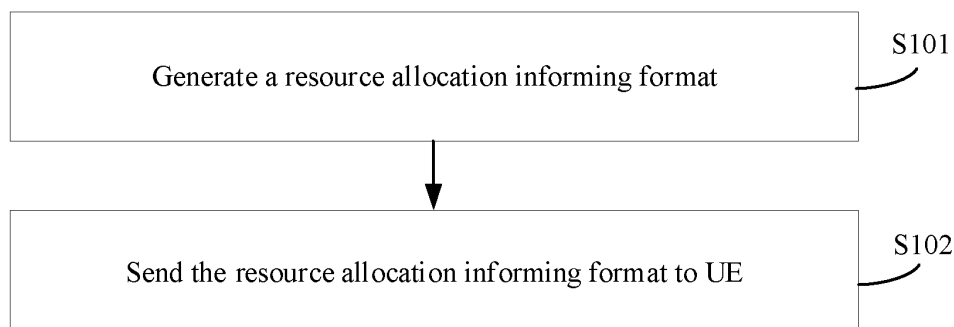 S101
Generate a resource allocation informing format
S102
Send the resource allocation informing format to UE